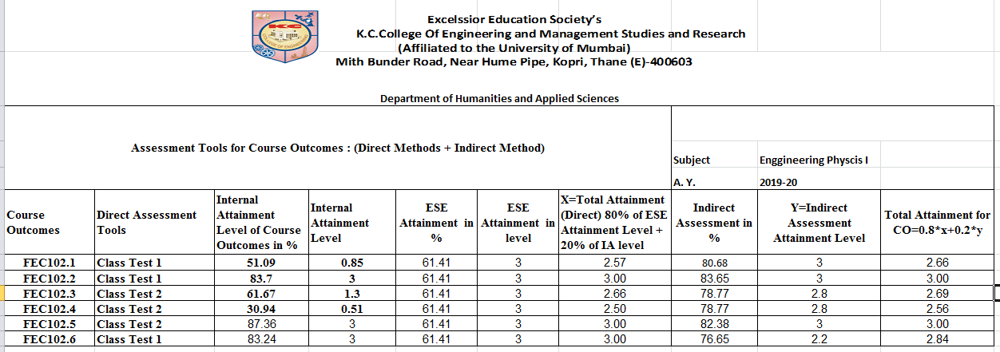 Excelssior Education Society's
K.C.College Of Engineering and Management Studies and Research
(Affiliated to the University of Mumbai)
Mith Bunder Road, Near Hume Pipe, Kopri, Thane (E)-400603
Department of Humanities and Applied Sciences
Assessment Tools for Course Outcomes : (Direct Methods + Indirect Method)
Subject Enggineering Physcis I
A. Y. 2019-20
Course
Outcomes
Direct Assessment
Tools
Internal
Attainment
Level of Course
Outcomes in %
Internal
Attainment
Level
ESE
Attainment in
%
ESE
Attainment in
level
X=Total Attainment
(Direct) 80% of ESE
Attainment Level +
20% of IA level
Indirect
Assessment in
%
Y=Indirect
Assessment
Attainment Level
Total Attainment for
CO=0.8*x+0.2*y
FEC102.1 Class Test 1 51.09 0.85 61.41 3 2.57 80.68 3 2.66
FEC102.2 Class Test 1 83.7 3 61.41 3 3.00 83.65 3 3.00
FEC102.3 Class Test 2 61.67 1.3 61.41 3 2.66 78.77 2.8 2.69
FEC102.4 Class Test 2 30.94 0.51 61.41 3 2.50 78.77 2.8 2.56
FEC102.5 Class Test 2 87.36 3 61.41 3 3.00 82.38 3 3.00
FEC102.6 Class Test 1 83.24 3 61.41 3 3.00 76.65 2.2 2.84